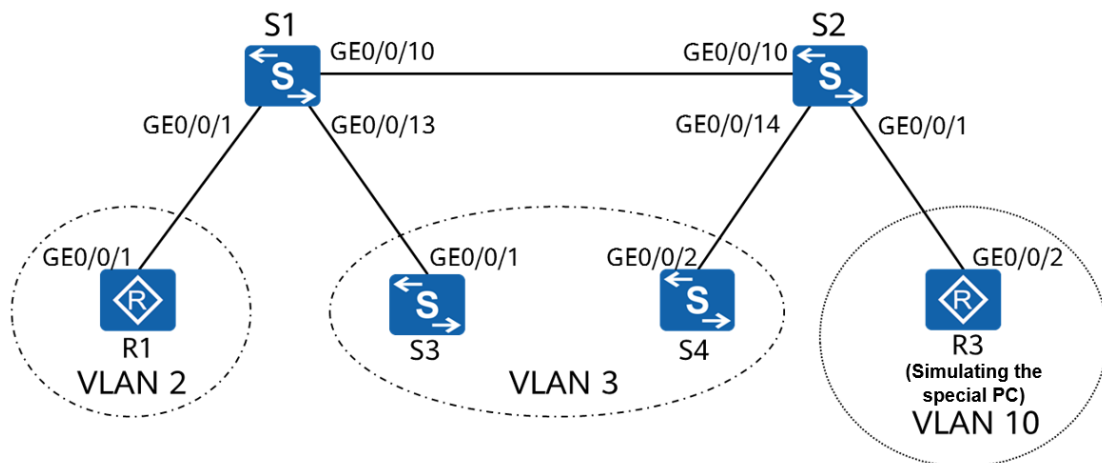 S1
S2
GE0/0/10
GE0/0/10
S
S
GE0/0/1
GE0/0/13
GE0/0/14
GE0/0/1
GE0/0/1
GE0/0/1
GE0/0/2
GE0/0/2
R
S
S
R
R1
S3
S4
R3
(Simulating the
special PC)
VLAN 2
VLAN 3
VLAN 10